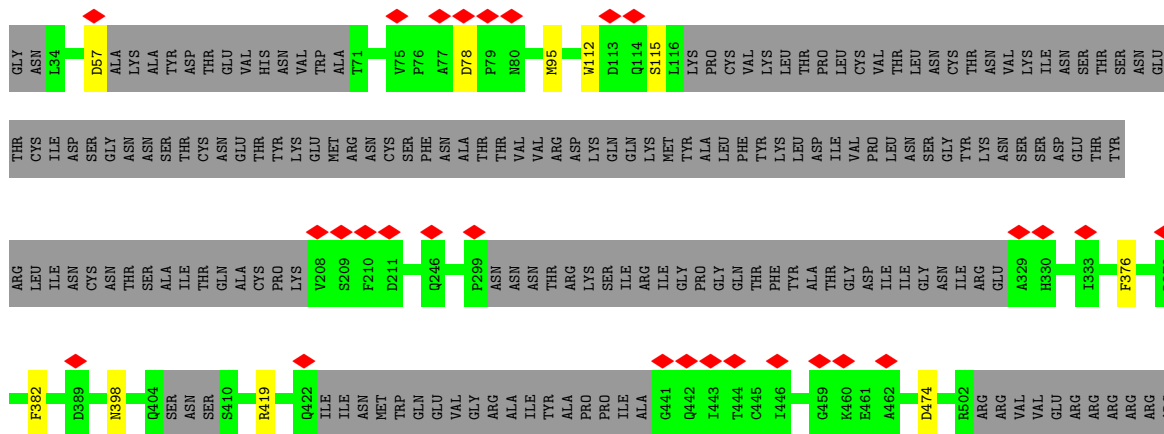 GLY ASN L34 D57 ALA LYS ALA TYR ASP THR GLU VAL HIS ASN VAL TRP ALA T71 V75 P76 A77 D78 P79 N80 M95 W112 D113 Q114 S115 L116 LYS PRO CYS VAL LYS LEU THR PRO LEU CYS VAL THR LEU ASN CYS THR ASN VAL LYS ILE ASN SER THR SER ASN GLU
THR CYS ILE ASP SER GLY ASN ASN SER THR CYS ASN GLU THR TYR LYS GLU MET ARG ASN CYS SER PHE ASN ALA THR THR VAL VAL ARG ASP LYS GLN GLN LYS MET TYR ALA LEU PHE TYR LYS LEU ASP ILE VAL PRO LEU ASN SER GLY TYR LYS ASN SER SER ASP GLU THR TYR
ARG LEU ILE ASN CYS ASN THR SER ALA ILE THR GLN ALA CYS PRO LYS V208 S209 F210 D211 Q246 P299 ASN ASN ASN THR ARG LYS SER ILE ARG ILE GLY PRO GLY GLN THR PHE TYR ALA THR GLY ASP ILE ILE GLY ASN ILE ARG GLU A329 H330 I333 F376
F382 D389 N398 Q404 SER ASN SER S410 R419 Q422 ILE ILE ASN MET TRP GLN GLU VAL GLY ARG ALA ILE TYR ALA PRO PRO ILE ALA G441 Q442 I443 T444 C445 I446 G459 K460 E461 A462 D474 R502 ARG ARG VAL VAL GLU ARG ARG ARG ARG ARG